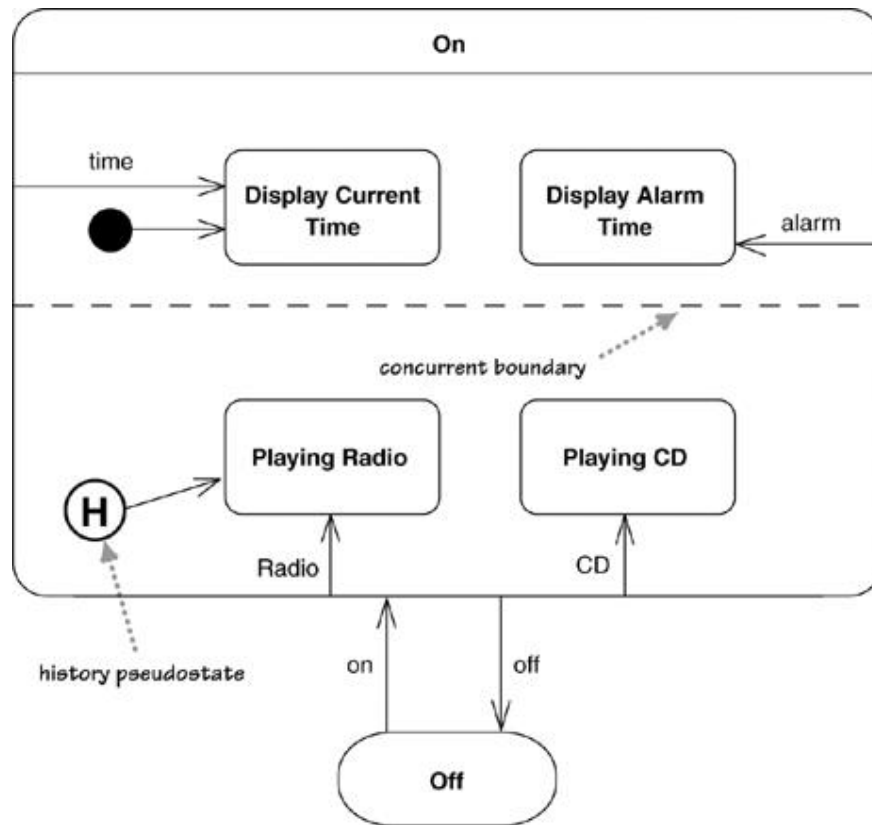 On
time
Display Current
Time
Display Alarm
Time
alarm
concurrent boundary
Playing Radio
Playing CD
H
Radio
CD
history pseudostate
on
off
Off